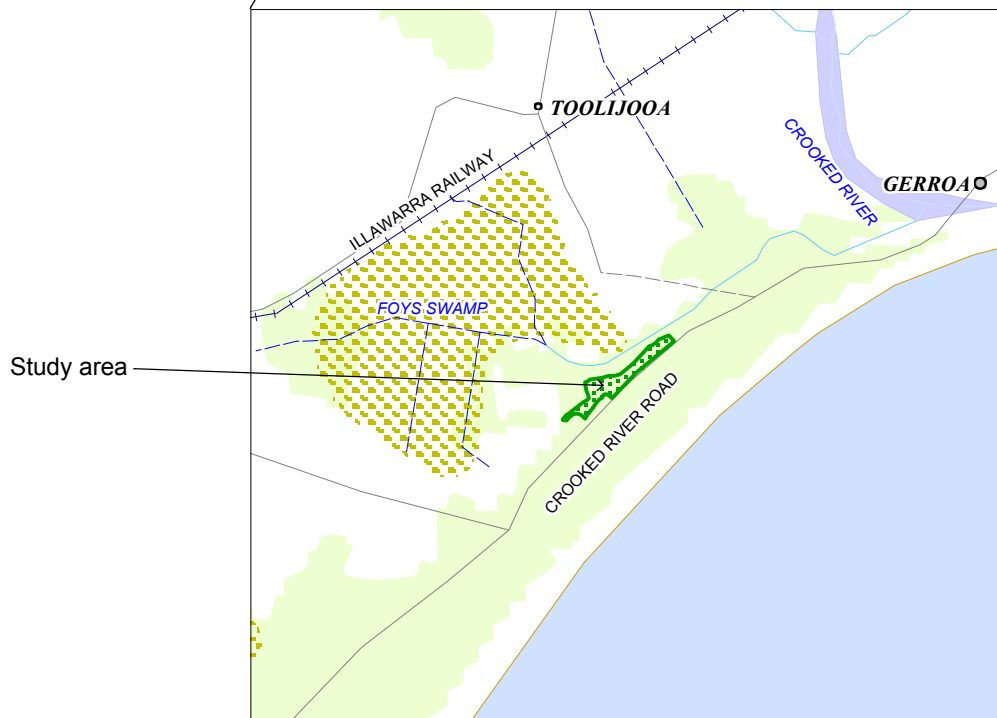 TOOLIJOOA
CROOKED RIVER
ILLAWARRA RAILWAY
GERROA
FOYS SWAMP
Study area
CROOKED RIVER ROAD